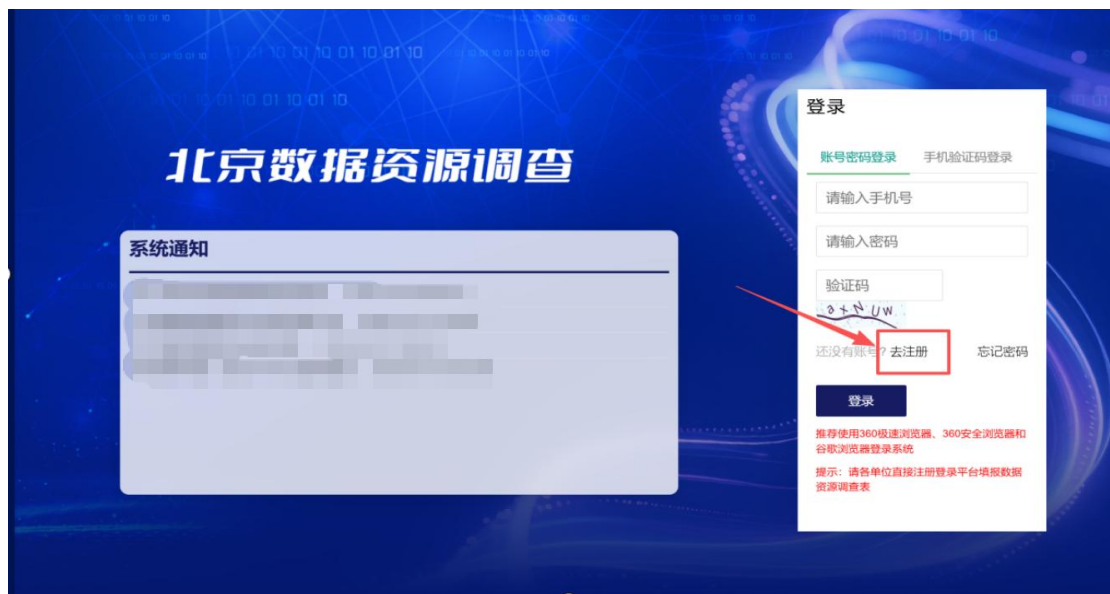 北京数据资源调查
系统通知
登录
账号密码登录 手机验证码登录
请输入手机号
请输入密码
验证码
axNUW
还没有账号? 去注册 忘记密码
登录
推荐使用360极速浏览器、360安全浏览器和
谷歌浏览器登录系统
提示：请各单位直接注册登录平台填报数据
资源调查表